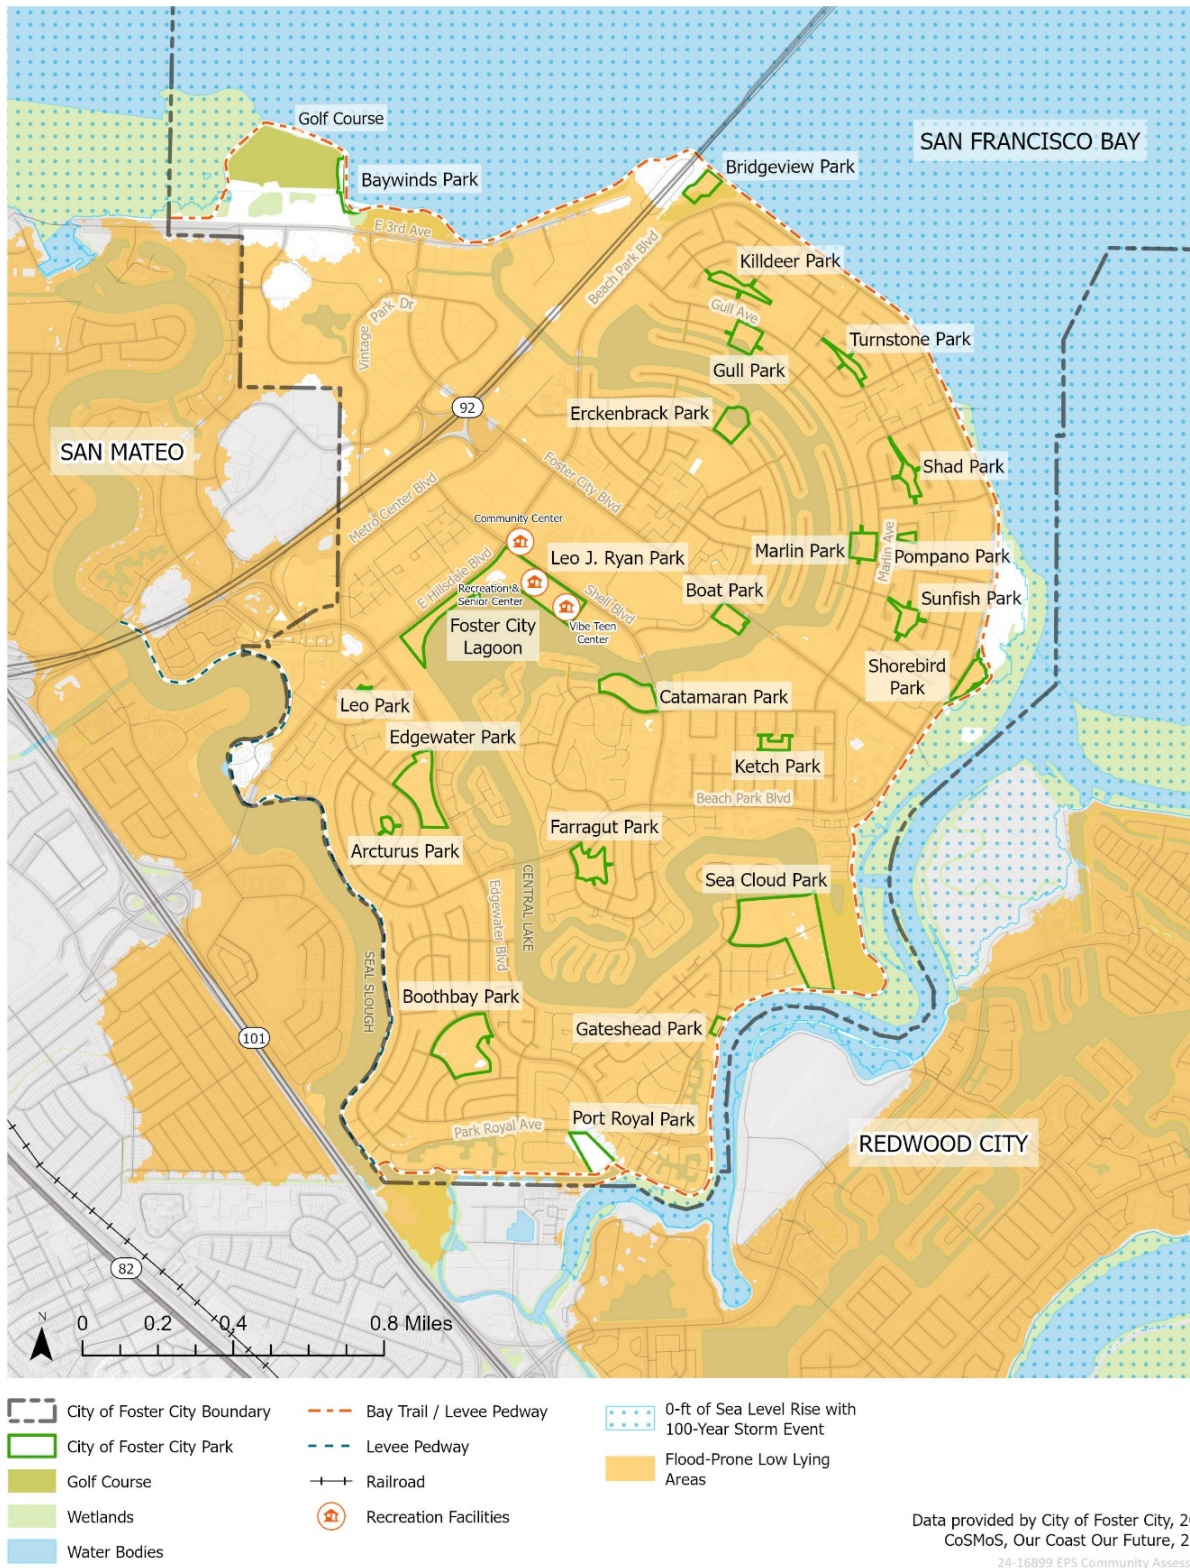 Golf Course
SAN FRANCISCO BAY
Baywinds Park
Bridgeview Park
E 3rd Ave
Beach Park Blvd
Killdeer Park
Vintage
Park Dr
Gull Ave
Turnstone Park
Gull Park
92
Erckenbrack Park
SAN MATEO
Foster City Blvd
Shad Park
Metro Center Blvd
Community Center
Leo J. Ryan Park
Marlin Park
Marlin Ave
Pompano Park
E Hillsdale Blvd
Recreation &
Senior Center
Shell Blvd
Boat Park
Sunfish Park
Foster City
Lagoon
Vibe Teen
Center
Shorebird
Park
Leo Park
Catamaran Park
Edgewater Park
Ketch Park
Beach Park Blvd
Farragut Park
Arcturus Park
Sea Cloud Park
CENTRAL LAKE
Edgewater Blvd
SEAL SLOUGH
Boothbay Park
Gateshead Park
101
Port Royal Park
Park Royal Ave
REDWOOD CITY
82
N
0 0.2 0.4 0.8 Miles
City of Foster City Boundary
City of Foster City Park
Golf Course
Wetlands
Water Bodies
Bay Trail / Levee Pedway
Levee Pedway
Railroad
Recreation Facilities
0-ft of Sea Level Rise with
100-Year Storm Event
Flood-Prone Low Lying
Areas
Data provided by City of Foster City, 20
CoSMoS, Our Coast Our Future, 2
24-16899 EPS Community